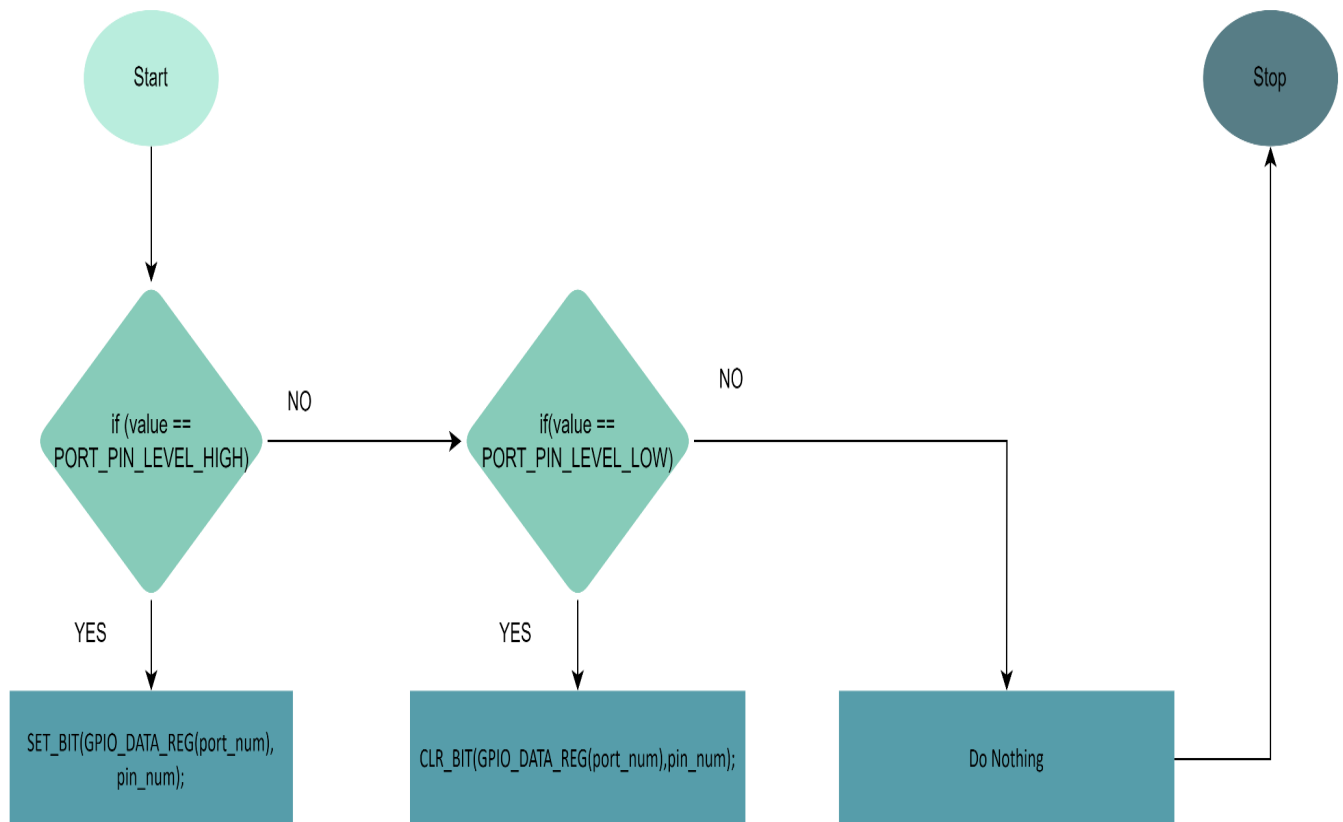 Start
Stop
if (value ==
PORT_PIN_LEVEL_HIGH)
NO
if(value ==
PORT_PIN_LEVEL_LOW)
NO
YES
YES
SET_BIT(GPIO_DATA_REG(port_num),
pin_num);
CLR_BIT(GPIO_DATA_REG(port_num),pin_num);
Do Nothing